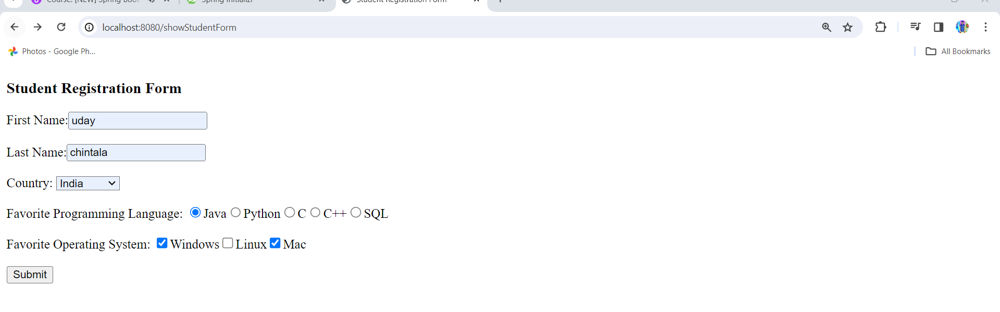 Course: [NEW] Spring Boot Spring Initializr Student Registration Form
localhost:8080/showStudentForm
Photos - Google Ph... All Bookmarks
Student Registration Form
First Name: uday
Last Name: chintala
Country: India
Favorite Programming Language: Java Python C C++ SQL
Favorite Operating System: Windows Linux Mac
Submit